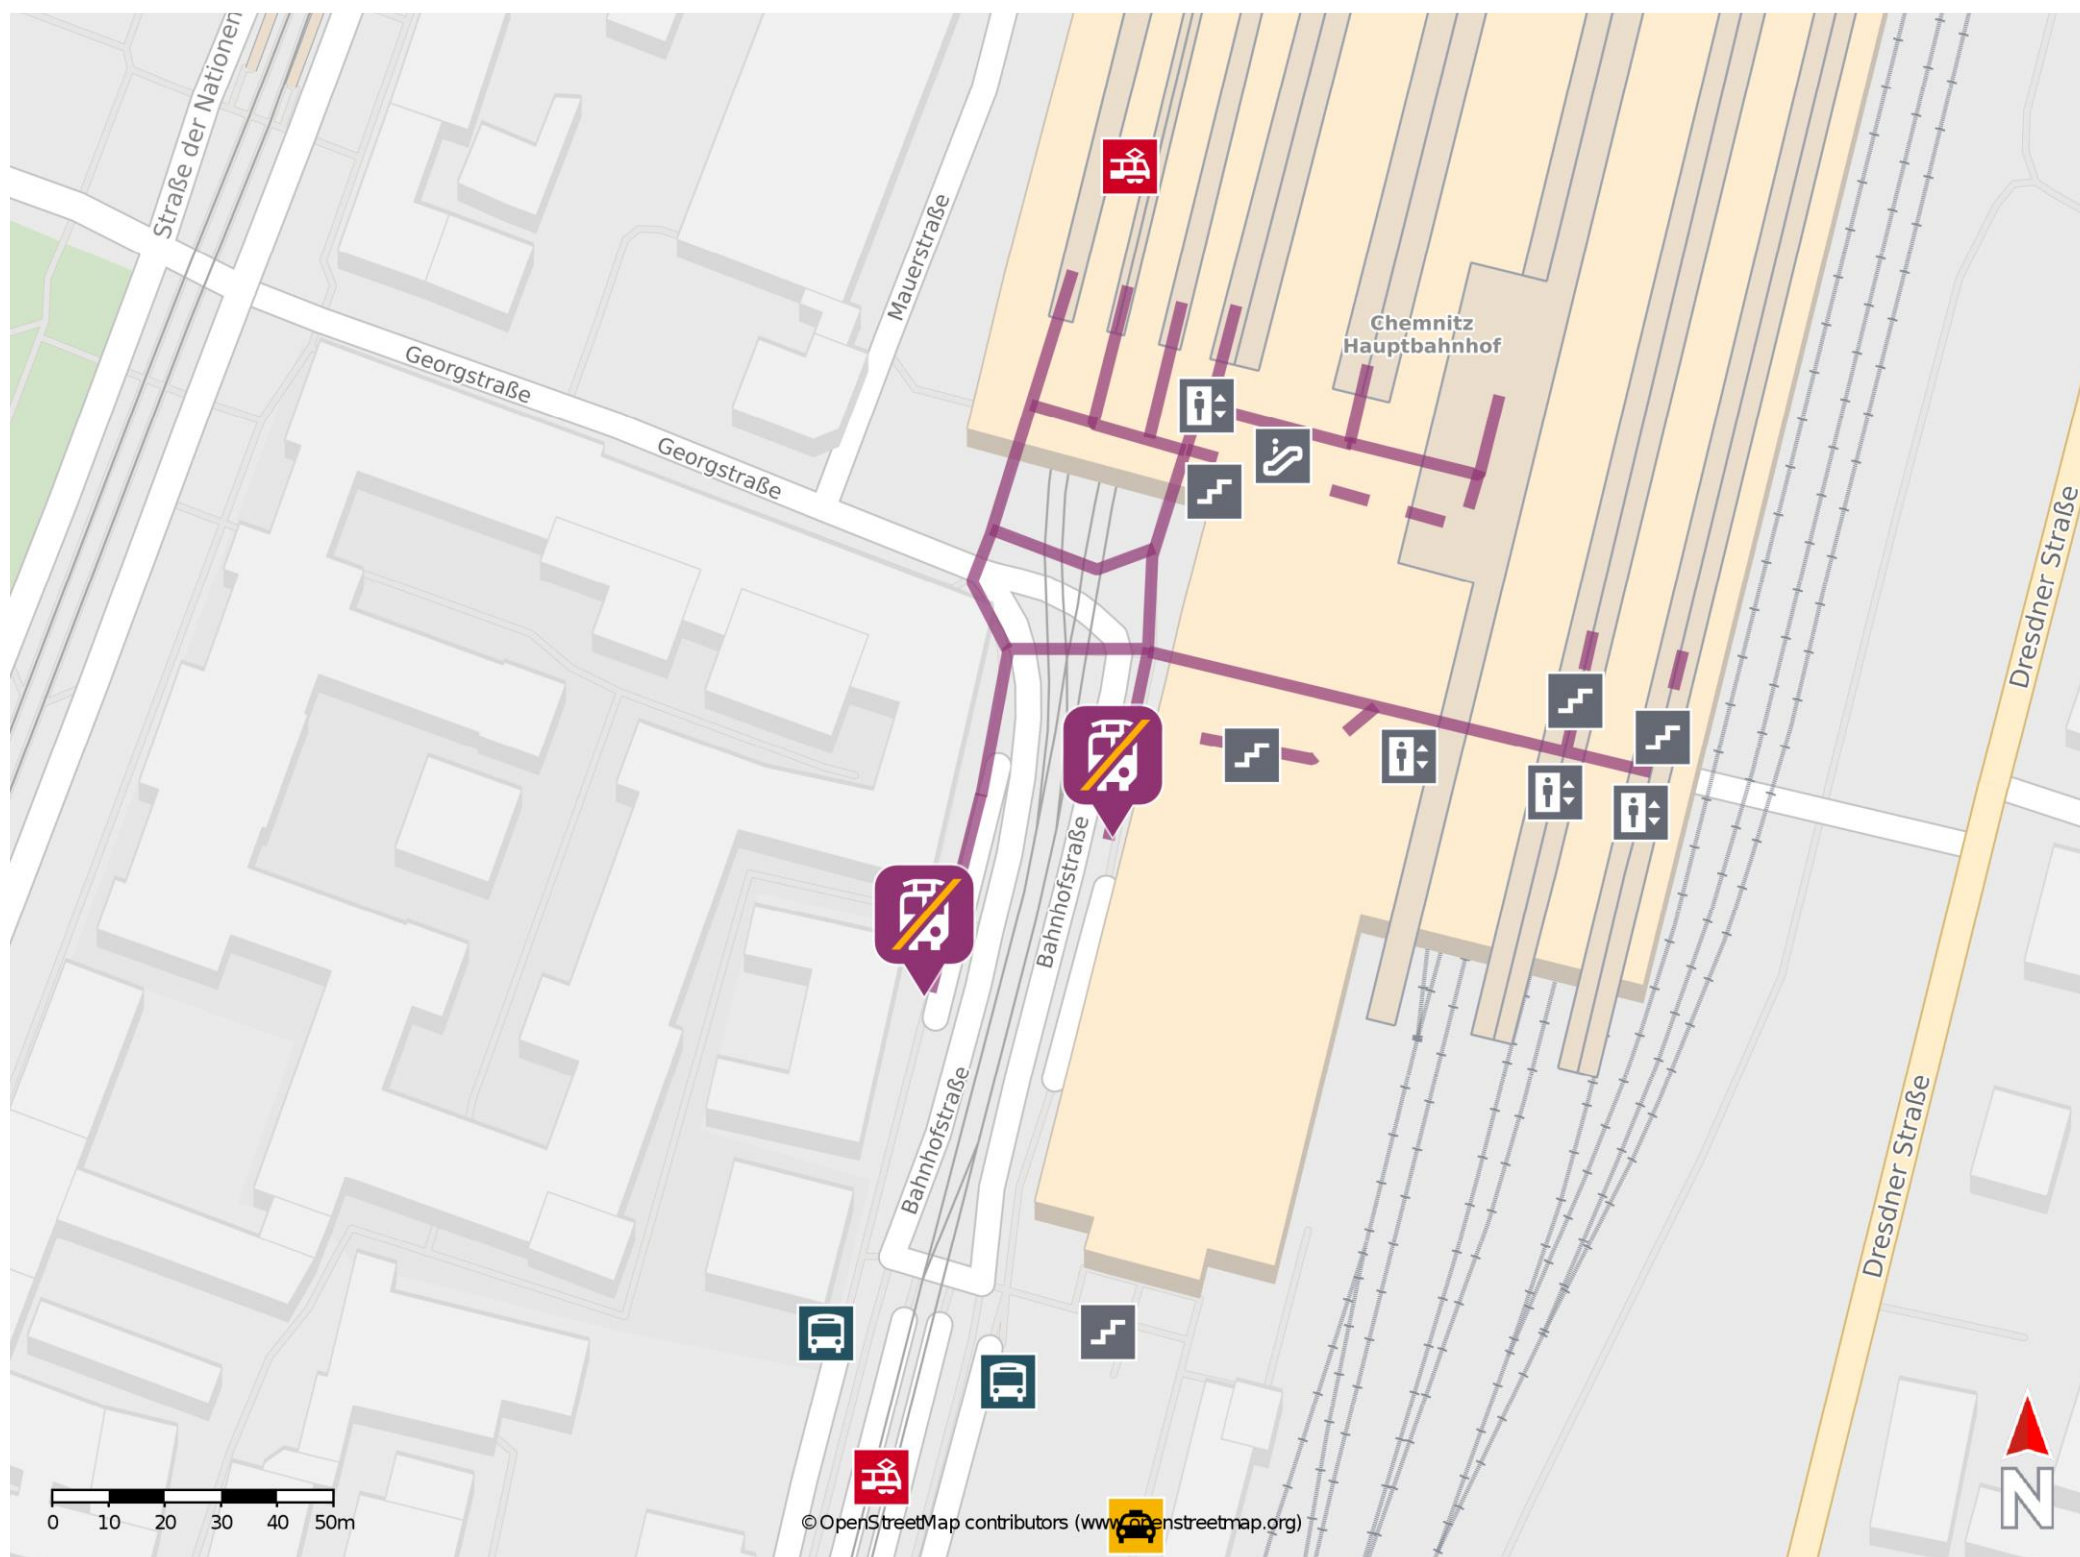 Straße der Nationen
Mauerstraße
Chemnitz
Hauptbahnhof
Georgstraße
Georgstraße
Dresdner Straße
Bahnhofstraße
Bahnhofstraße
Dresdner Straße
0 10 20 30 40 50m
©OpenStreetMap contributors (www.openstreetmap.org)
N